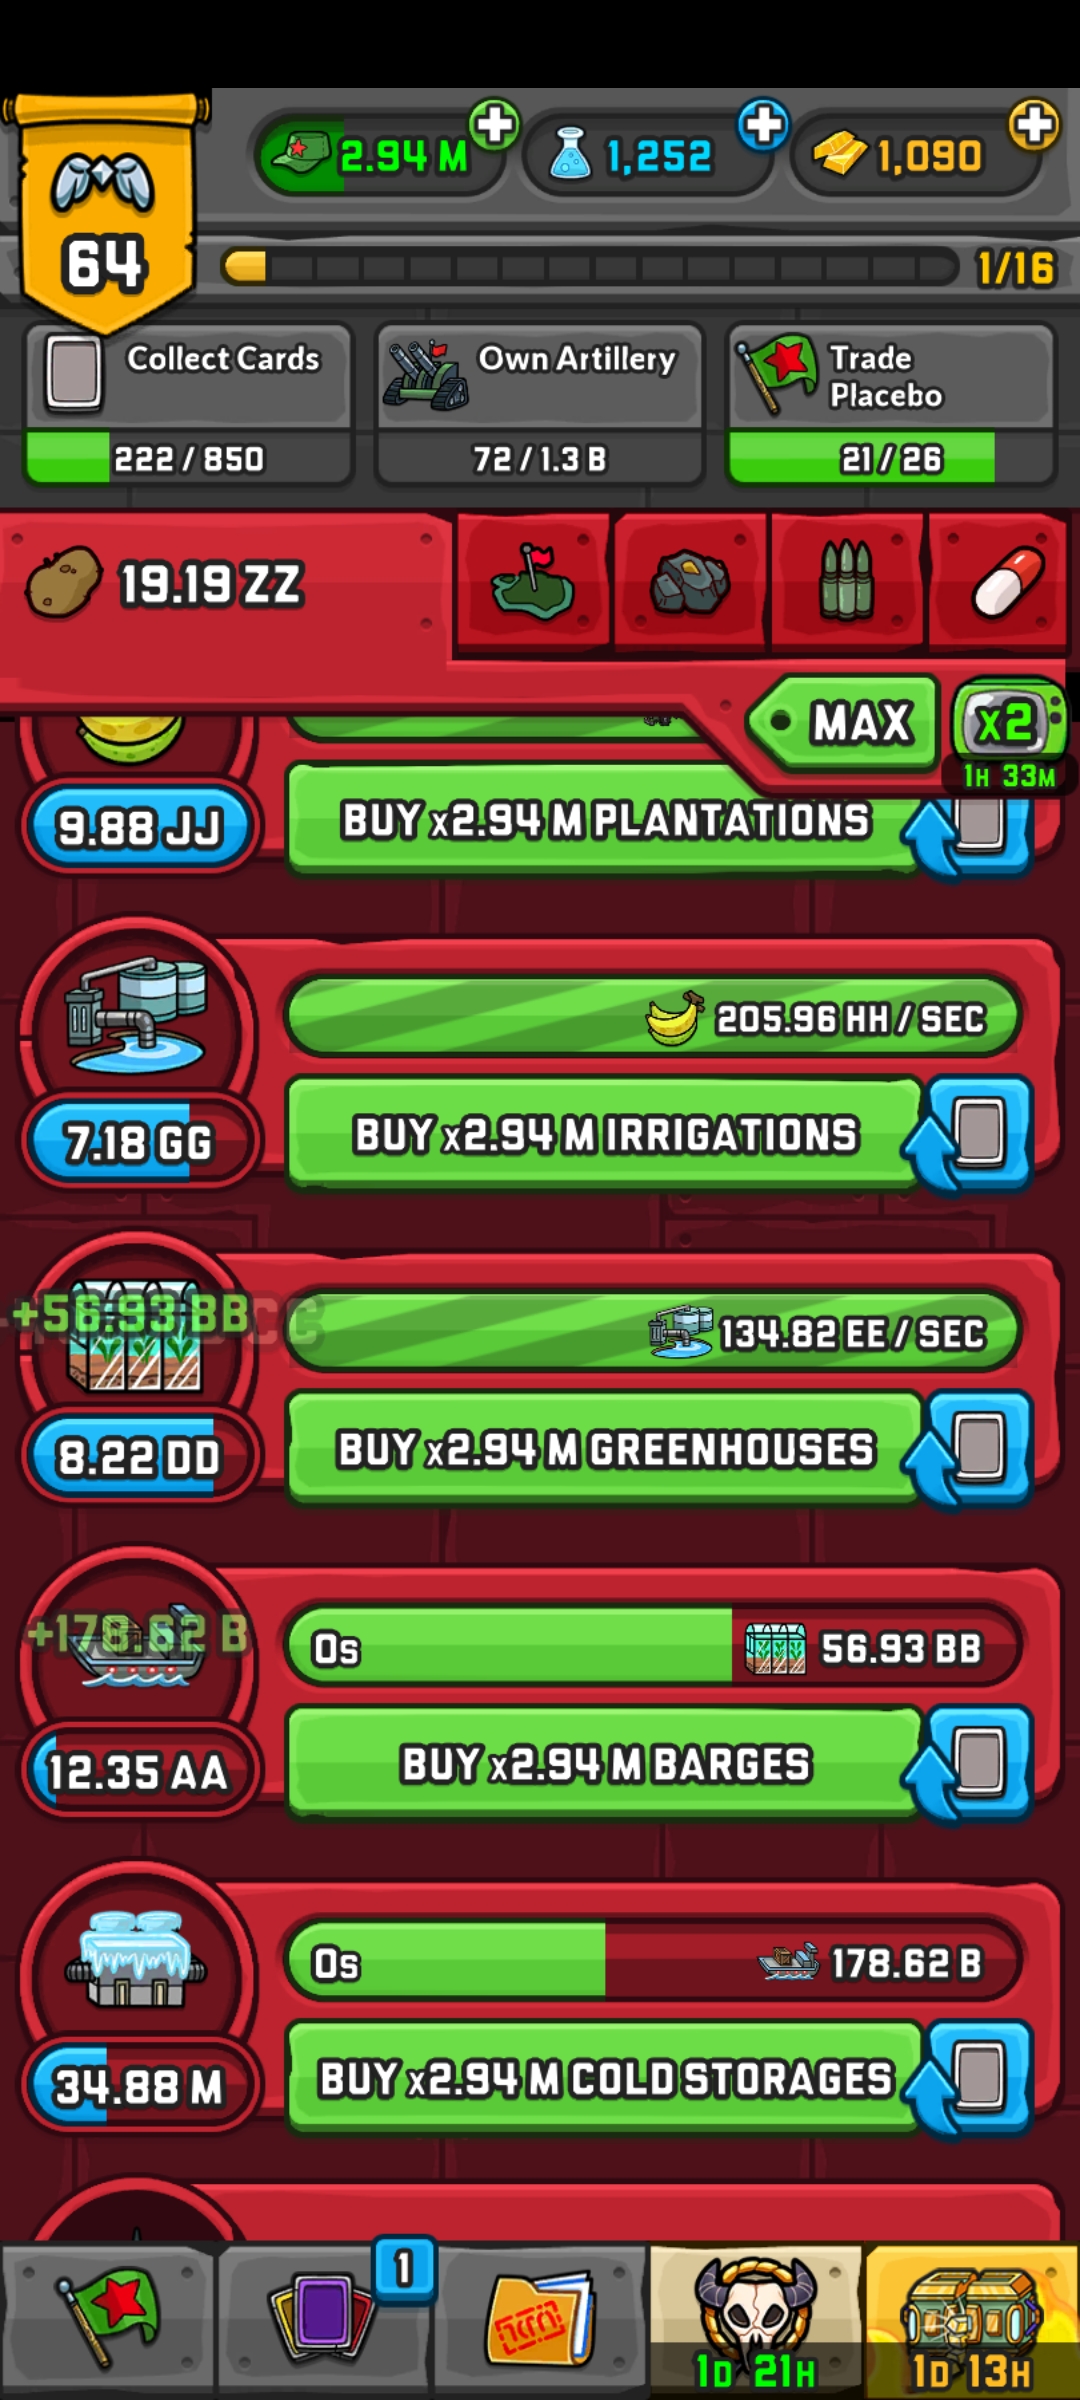 2.94 M
1,252
1,090
64
1/16
Collect Cards
Own Artillery
Trade
Placebo
222 / 850
72 / 1.3 B
21 / 26
19.19 ZZ
MAX
x2
1H 33M
9.88 JJ
BUY x2.94 M PLANTATIONS
205.96 HH / SEC
7.18 GG
BUY x2.94 M IRRIGATIONS
+56.93 BB
CC
134.82 EE / SEC
8.22 DD
BUY x2.94 M GREENHOUSES
+178.62 B
0s
56.93 BB
12.35 AA
BUY x2.94 M BARGES
0s
178.62 B
34.88 M
BUY x2.94 M COLD STORAGES
1
1D 21H
1D 13H